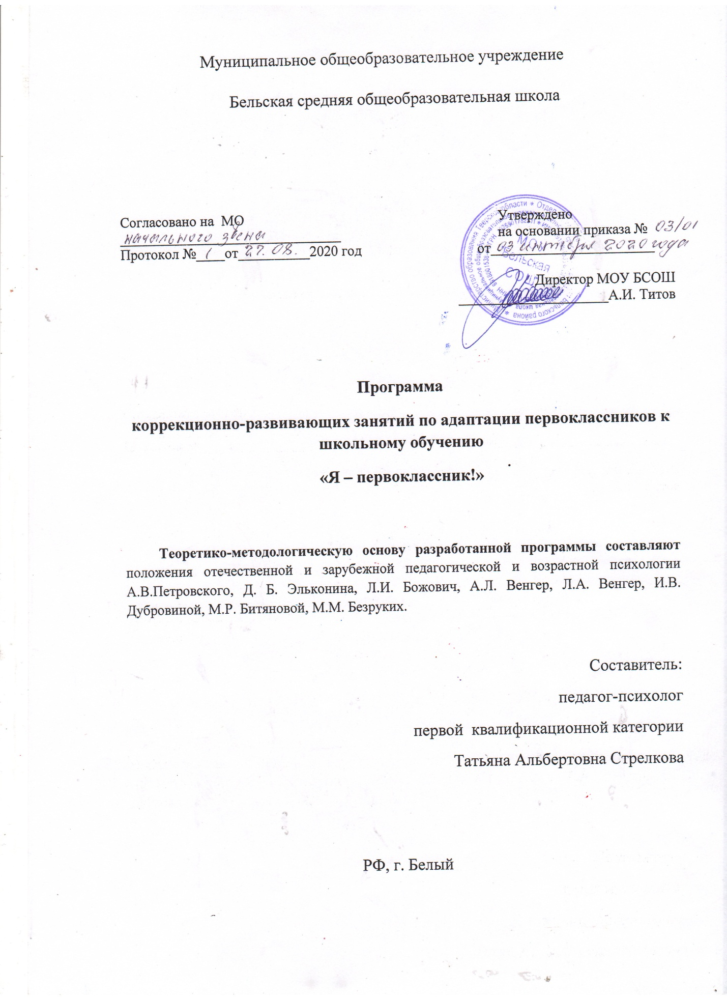 Муниципальное общеобразовательное учреждение
Бельская средняя общеобразовательная школа
Согласовано на МО
начального звена
Протокол № 1 от 27.08. 2020 год
Утверждено
на основании приказа № 03/01
от 03 сентября 2020 года
МОУ
"Бельская
СОШ"
Директор МОУ БСОШ
А.И. Титов
Программа
коррекционно-развивающих занятий по адаптации первоклассников к
школьному обучению
«Я – первоклассник!»
Теоретико-методологическую основу разработанной программы составляют
положения отечественной и зарубежной педагогической и возрастной психологии
А.В.Петровского, Д. Б. Эльконина, Л.И. Божович, А.Л. Венгер, Л.А. Венгер, И.В.
Дубровиной, М.Р. Битяновой, М.М. Безруких.
Составитель:
педагог-психолог
первой квалификационной категории
Татьяна Альбертовна Стрелкова
РФ, г. Белый